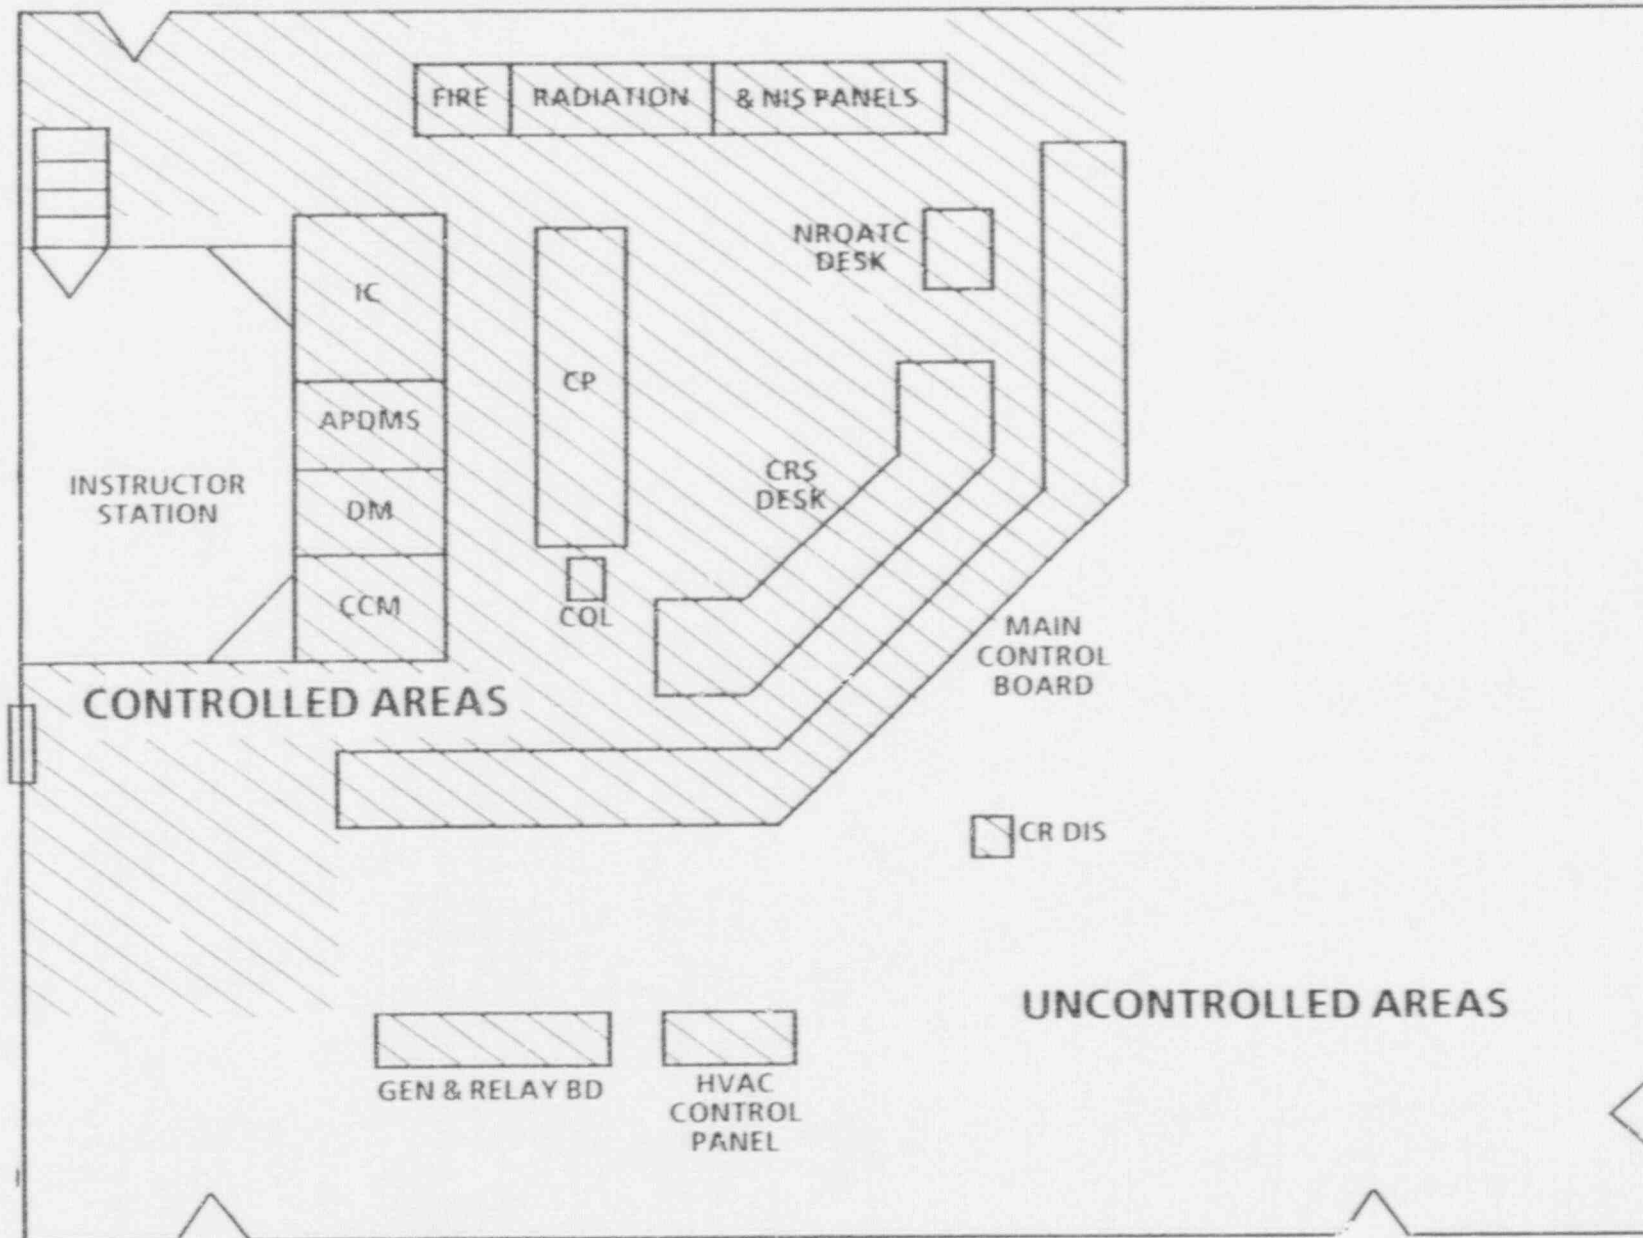 FIRE
RADIATION
& NIS PANELS
NROATC
DESK
IC
CP
APDMS
CRS
DESK
INSTRUCTOR
STATION
DM
CCM
COL
MAIN
CONTROL
BOARD
CONTROLLED AREAS
CR DIS
UNCONTROLLED AREAS
GEN & RELAY BD
HVAC
CONTROL
PANEL